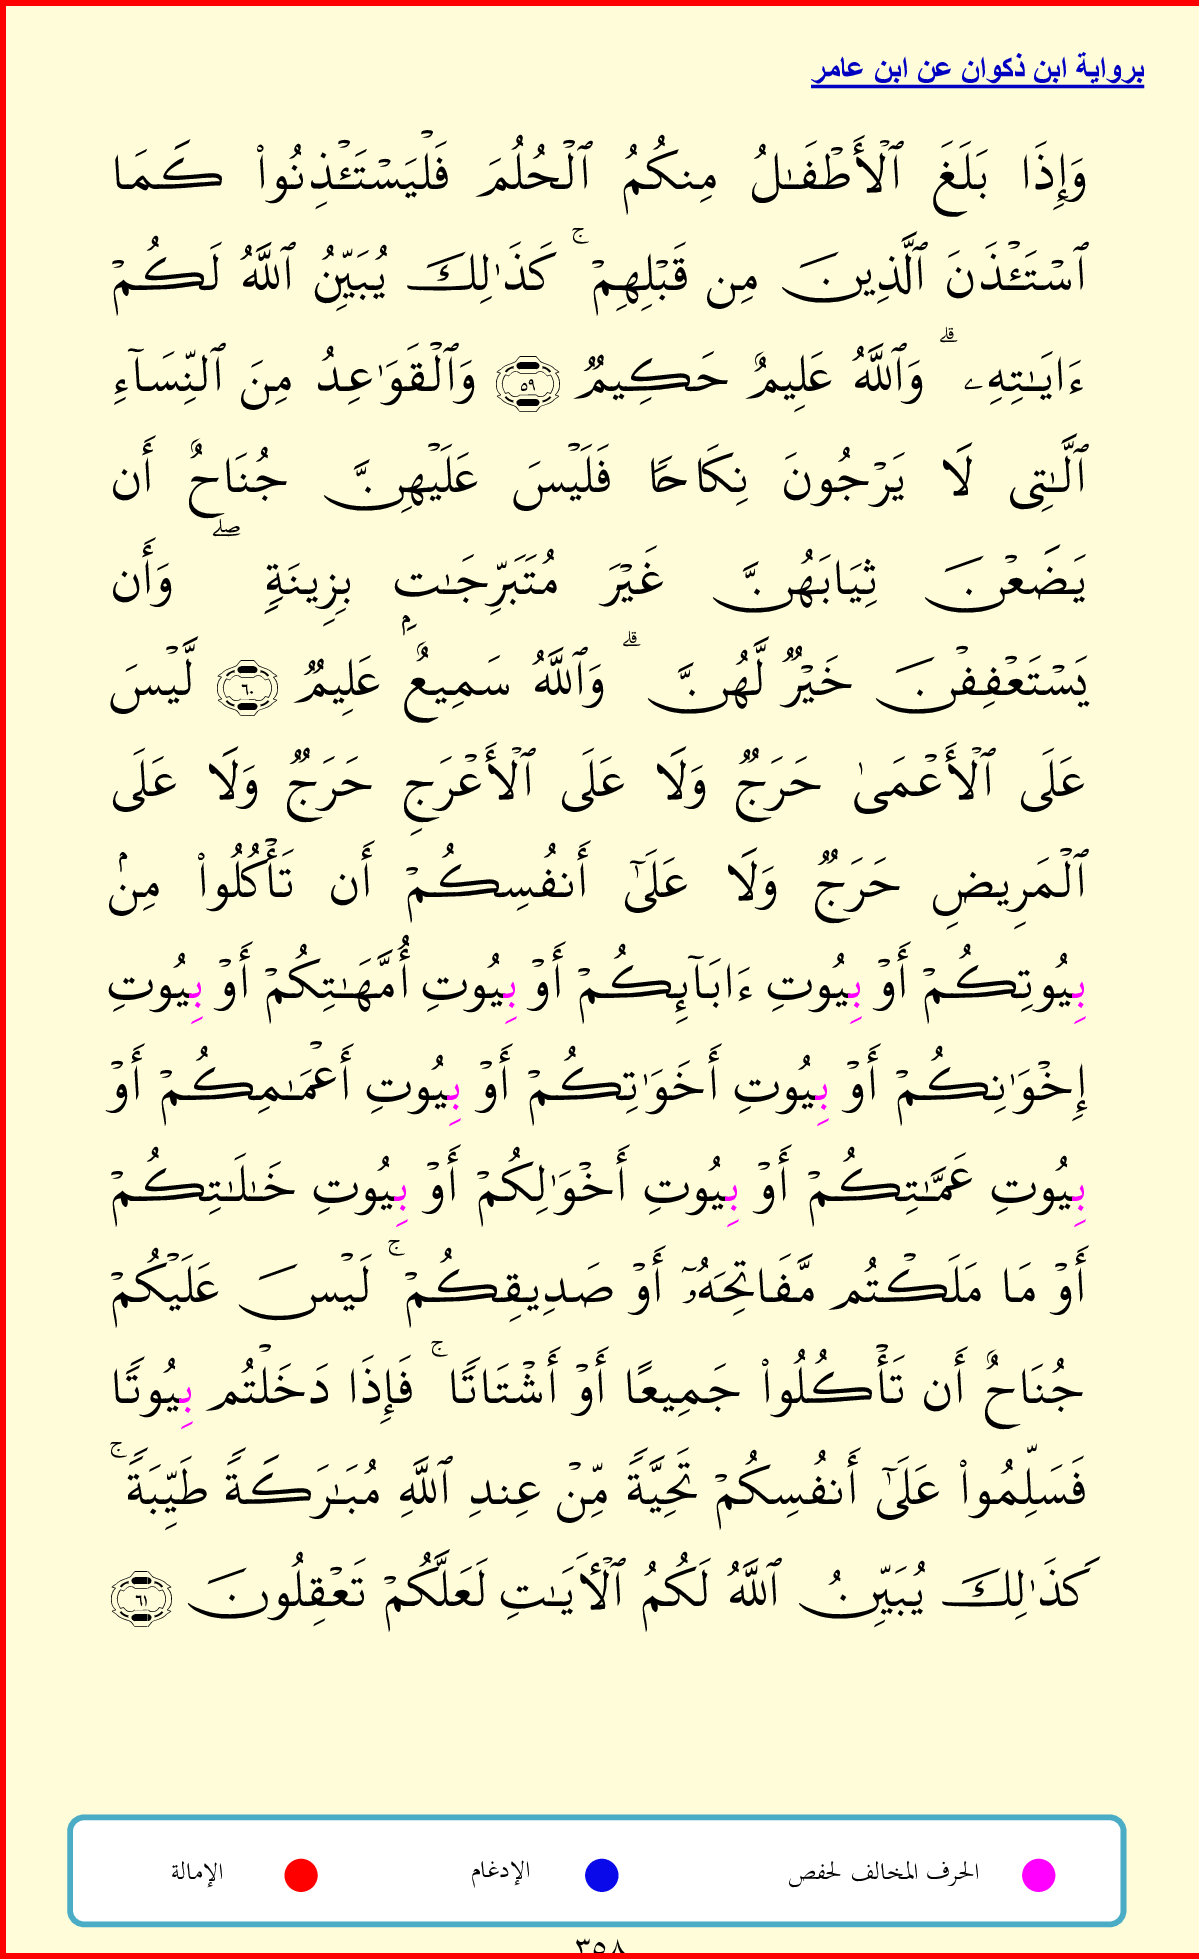 برواية ابن ذكوان عن ابن عامر
وَإِذَا بَلَغَ ٱلۡأَطۡفَٰلُ مِنكُمُ ٱلۡحُلُمَ فَلۡيَسۡتَـٔۡذِنُواْ كَمَا
ٱسۡتَـٔۡذَنَ ٱلَّذِينَ مِن قَبۡلِهِمۡۚ كَذَٰلِكَ يُبَيِّنُ ٱللَّهُ لَكُمۡ
ءَايَٰتِهِۦۗ وَٱللَّهُ عَلِيمٌ حَكِيمٞ ٥٩ وَٱلۡقَوَٰعِدُ مِنَ ٱلنِّسَآءِ
ٱلَّٰتِي لَا يَرۡجُونَ نِكَاحٗا فَلَيۡسَ عَلَيۡهِنَّ جُنَاحٌ أَن
يَضَعۡنَ ثِيَابَهُنَّ غَيۡرَ مُتَبَرِّجَٰتِۭ بِزِينَةٖۖ وَأَن
يَسۡتَعۡفِفۡنَ خَيۡرٞ لَّهُنَّۗ وَٱللَّهُ سَمِيعٌ عَلِيمٞ ٦٠ لَّيۡسَ
عَلَى ٱلۡأَعۡمَىٰ حَرَجٞ وَلَا عَلَى ٱلۡأَعۡرَجِ حَرَجٞ وَلَا عَلَى
ٱلۡمَرِيضِ حَرَجٞ وَلَا عَلَىٰٓ أَنفُسِكُمۡ أَن تَأۡكُلُواْ مِنۢ
بِيُوتِكُمۡ أَوۡ بِيُوتِ ءَابَآئِكُمۡ أَوۡ بِيُوتِ أُمَّهَٰتِكُمۡ أَوۡ بِيُوتِ
إِخۡوَٰنِكُمۡ أَوۡ بِيُوتِ أَخَوَٰتِكُمۡ أَوۡ بِيُوتِ أَعۡمَٰمِكُمۡ أَوۡ
بِيُوتِ عَمَّٰتِكُمۡ أَوۡ بِيُوتِ أَخۡوَٰلِكُمۡ أَوۡ بِيُوتِ خَٰلَٰتِكُمۡ
أَوۡ مَا مَلَكۡتُم مَّفَاتِحَهُۥٓ أَوۡ صَدِيقِكُمۡۚ لَيۡسَ عَلَيۡكُمۡ
جُنَاحٌ أَن تَأۡكُلُواْ جَمِيعًا أَوۡ أَشۡتَاتٗاۚ فَإِذَا دَخَلۡتُم بِيُوتٗا
فَسَلِّمُواْ عَلَىٰٓ أَنفُسِكُمۡ تَحِيَّةٗ مِّنۡ عِندِ ٱللَّهِ مُبَٰرَكَةٗ طَيِّبَةٗۚ
كَذَٰلِكَ يُبَيِّنُ ٱللَّهُ لَكُمُ ٱلۡأٓيَٰتِ لَعَلَّكُمۡ تَعۡقِلُونَ ٦١
الحرف المخالف لحفص الإدغام الإمالة
٣٥٨